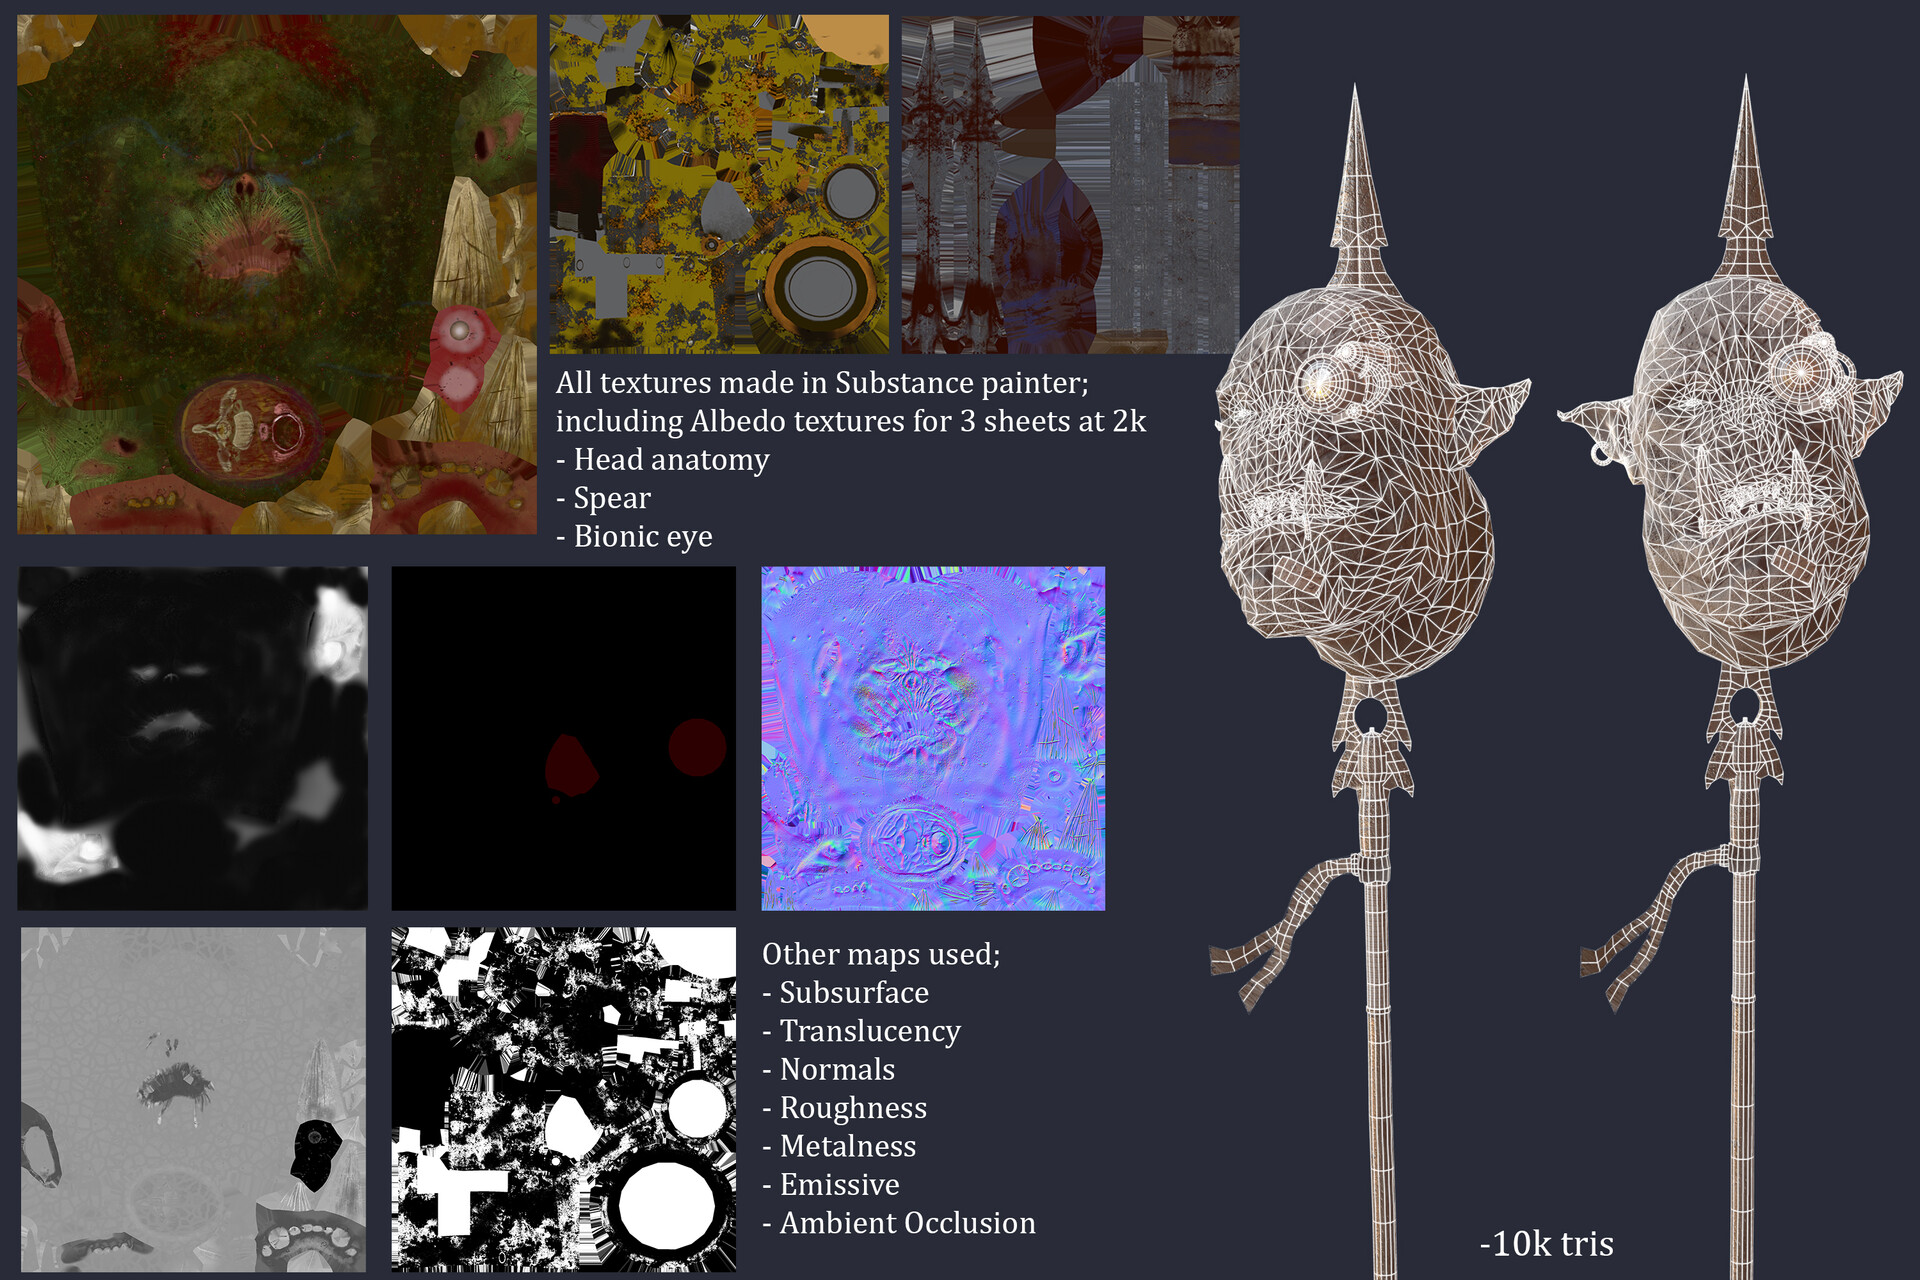 All textures made in Substance painter;
including Albedo textures for 3 sheets at 2k
- Head anatomy
- Spear
- Bionic eye
Other maps used;
- Subsurface
- Translucency
- Normals
- Roughness
- Metalness
- Emissive
- Ambient Occlusion
-10k tris